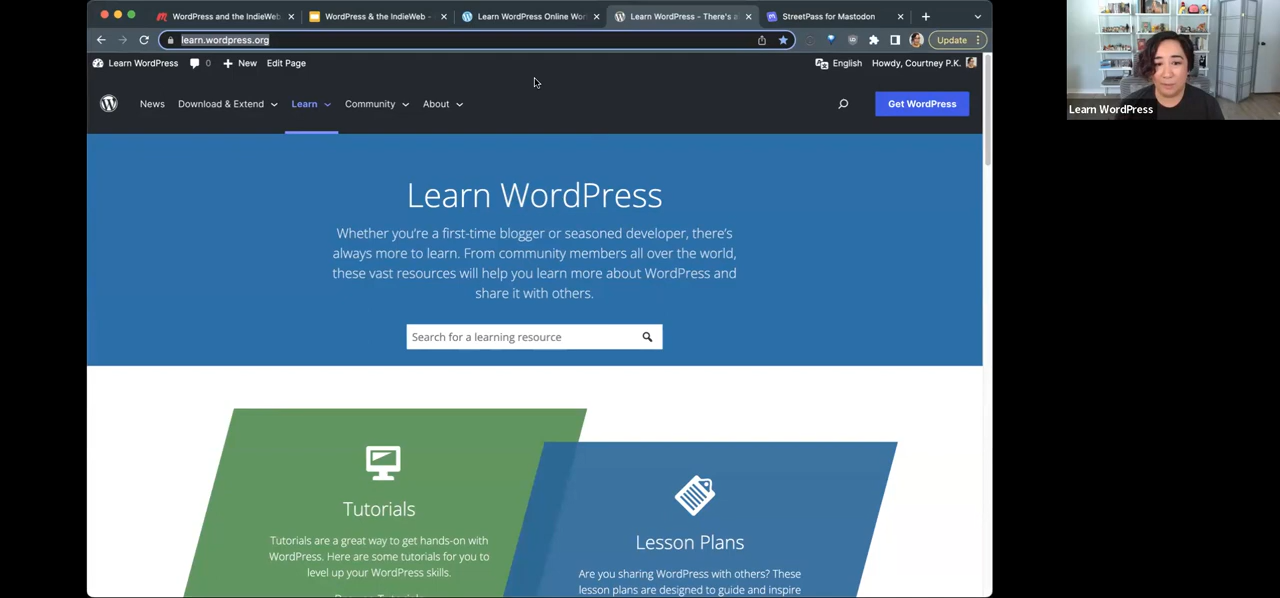 WordPress and the IndieWeb
WordPress & the IndieWeb -
Learn WordPress Online Wor
Learn WordPress - There's a
StreetPass for Mastodon
learn.wordpress.org
Update
Learn WordPress
0
New
Edit Page
English
Howdy, Courtney P.K.
News
Download & Extend
Learn
Community
About
Get WordPress
Learn WordPress
Learn WordPress
Whether you're a first-time blogger or seasoned developer, there's
always more to learn. From community members all over the world,
these vast resources will help you learn more about WordPress and
share it with others.
Search for a learning resource
Tutorials
Tutorials are a great way to get hands-on with
WordPress. Here are some tutorials for you to
level up your WordPress skills.
Lesson Plans
Are you sharing WordPress with others? These
lesson plans are designed to guide and inspire